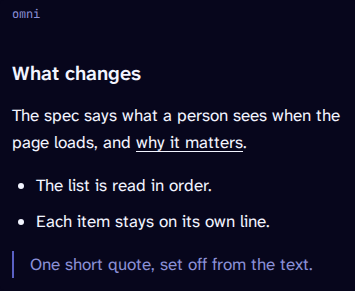 omni
What changes
The spec says what a person sees when the
page loads, and why it matters.
The list is read in order.
Each item stays on its own line.
One short quote, set off from the text.